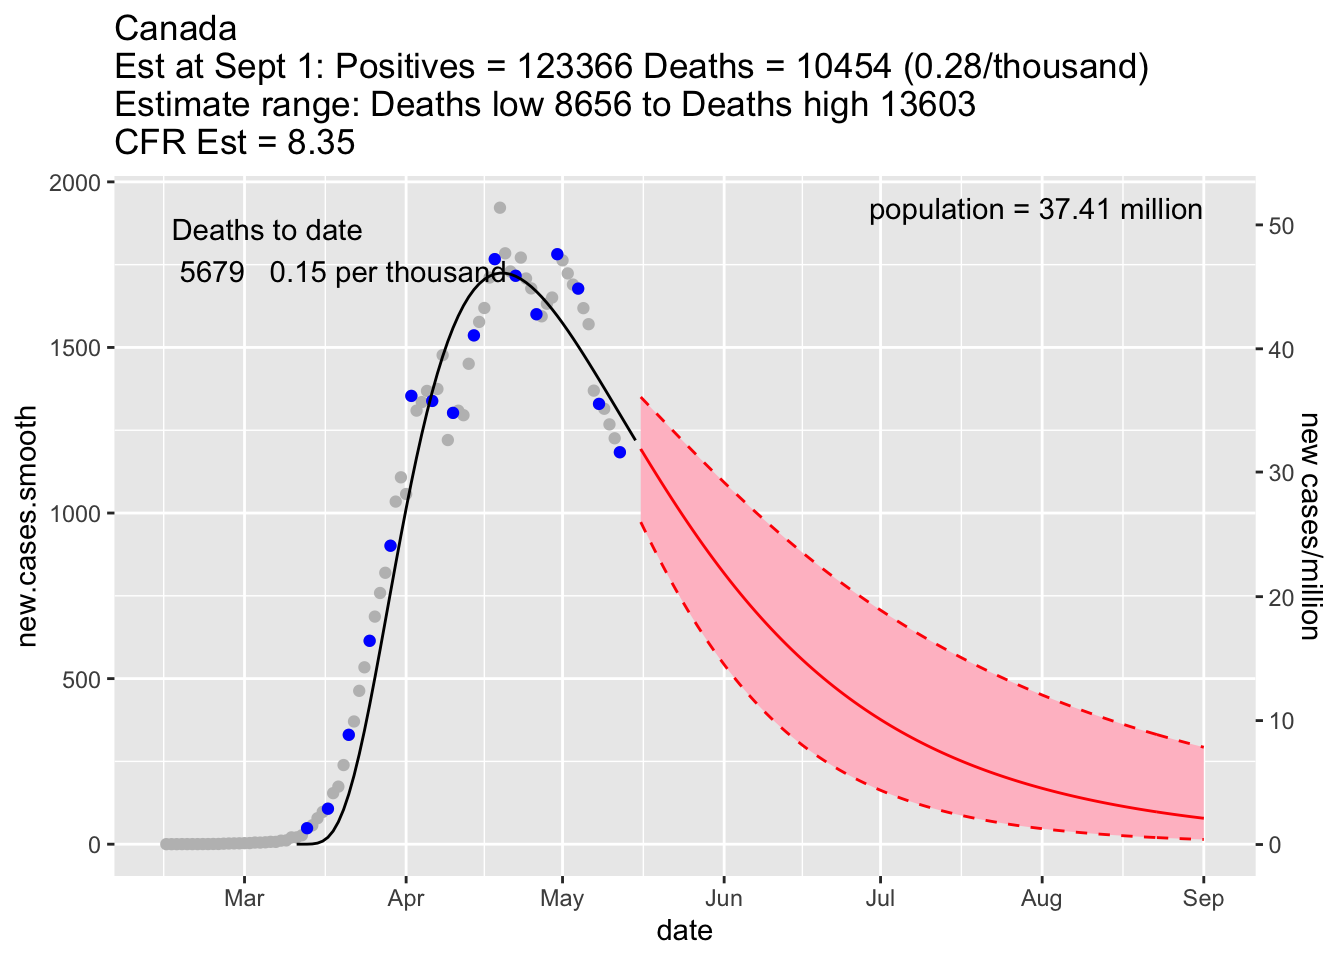 Canada
Est at Sept 1: Positives = 123366 Deaths = 10454 (0.28/thousand)
Estimate range: Deaths low 8656 to Deaths high 13603
CFR Est = 8.35
2000
1500
1000
500
0
new.cases.smooth
Deaths to date
5679 0.15 per thousand
population = 37.41 million
50
40
30
20
10
0
new cases/million
Mar Apr May Jun Jul Aug Sep
date